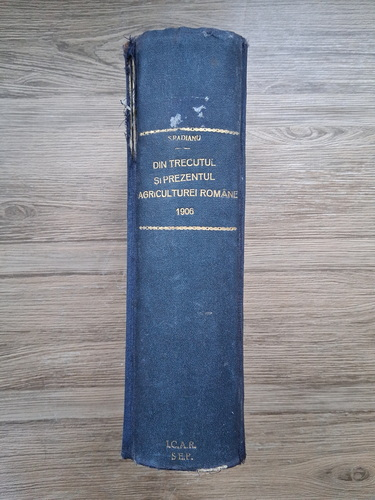 S.P.RADIANU
DIN TRECUTUL
ȘI PREZENTUL
AGRICULTUREI ROMÂNE
1906
I.C.A.R.
S.E.P.